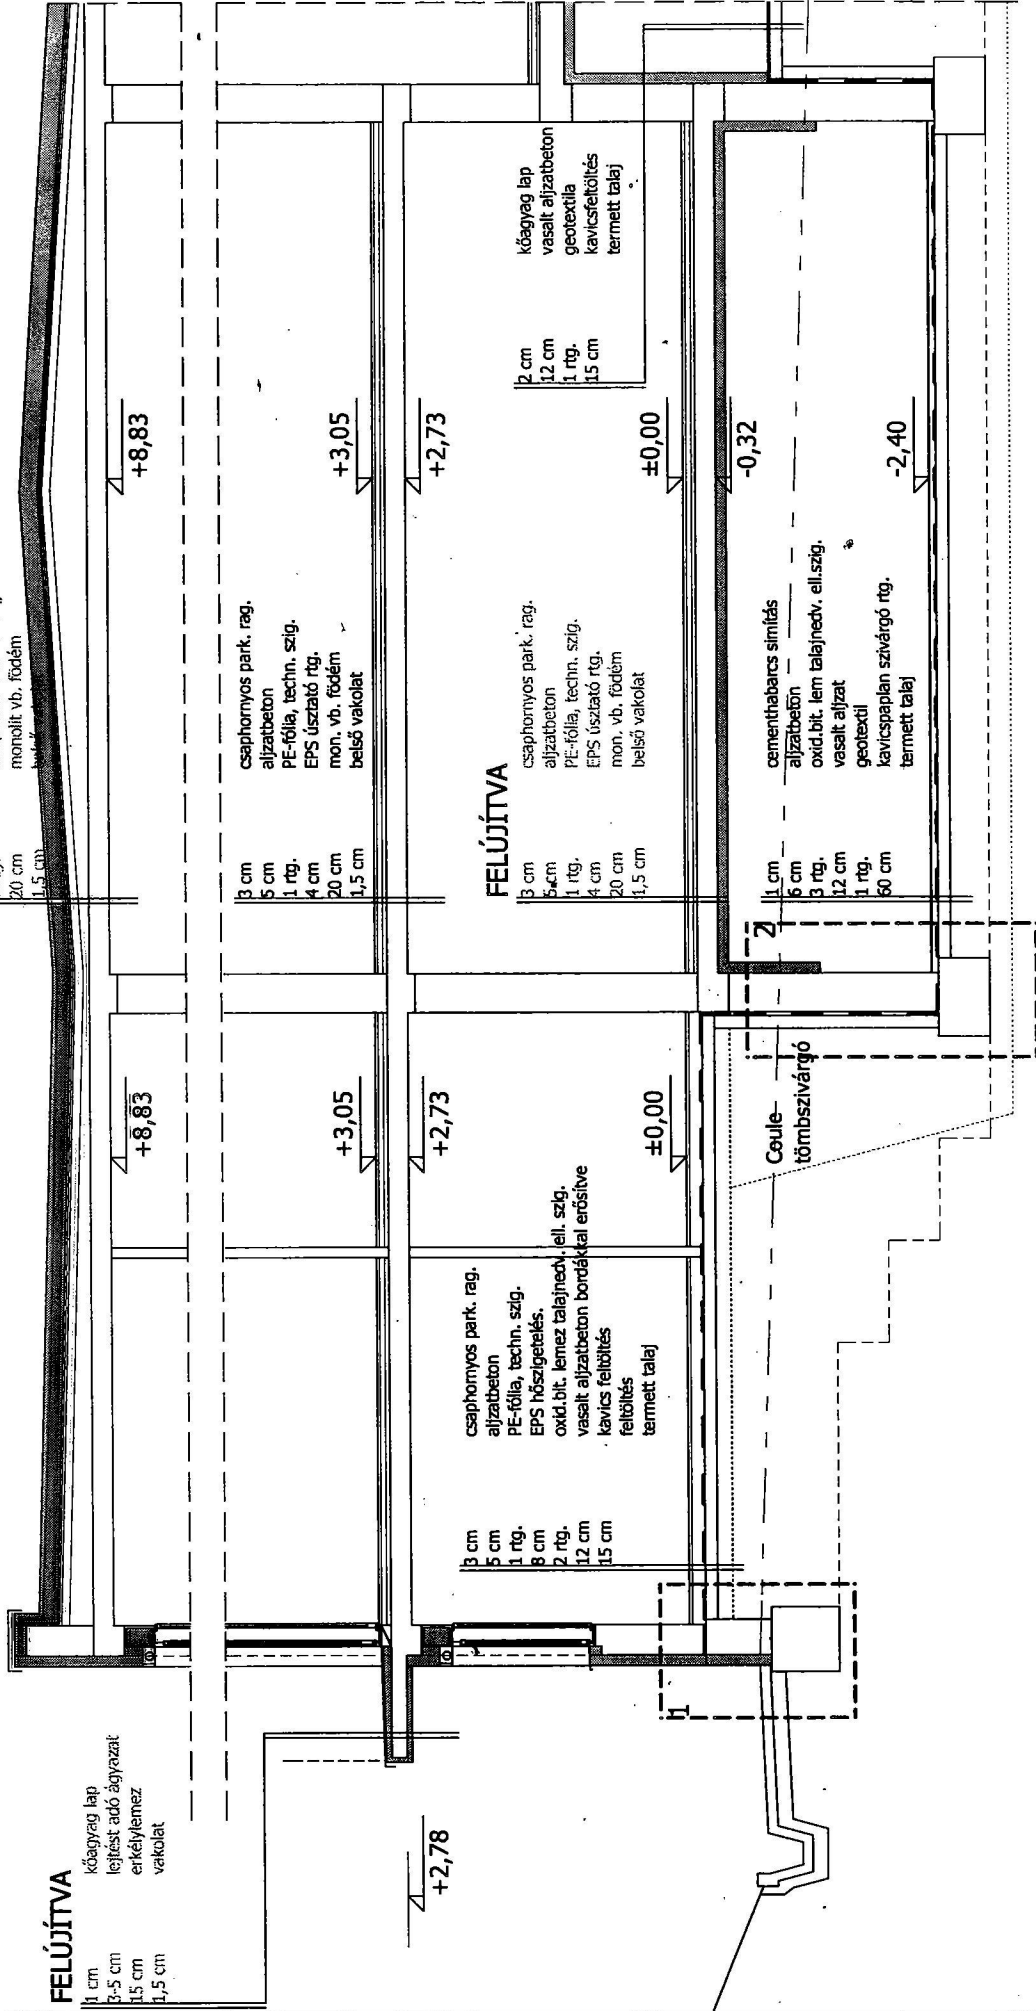 FELÚJÍTVA
1 cm kőagyag lap
3-5 cm lejtést adó ágyazat
15 cm erkélylemez
1,5 cm vakolat
20 cm monolit vb. födém
1,5 cm
+8,83
+8,83
3 cm csaphornyos park. rag.
5 cm aljzatbeton
1 rtg. PE-fólia, techn. szig.
4 cm EPS úsztató rtg.
20 cm mon. vb. födém
1,5 cm belső vakolat
+3,05
+3,05
+2,78
+2,73
+2,73
3 cm csaphornyos park. rag.
5 cm aljzatbeton
1 rtg. PE-fólia, techn. szig.
8 cm EPS hőszigetelés.
2 rtg. oxid.bit. lemez talajnedv. ell. szig.
12 cm vasalt aljzatbeton bordákkal erősítve
15 cm kavics feltöltés
feltöltés
termett talaj
FELÚJÍTVA
3 cm csaphornyos park. rag.
5 cm aljzatbeton
1 rtg. PE-fólia, techn. szig.
4 cm EPS úsztató rtg.
20 cm mon. vb. födém
1,5 cm belső vakolat
2 cm kőagyag lap
12 cm vasalt aljzatbeton
1 rtg. geotextila
15 cm kavicsfeltöltés
termett talaj
±0,00
±0,00
-0,32
1
2
1 cm cementhabarcs simítás
6 cm aljzatbeton
3 rtg. oxid.bit. lem talajnedv. ell.szig.
12 cm vasalt aljzat
1 rtg. geotextil
60 cm kavicspaplan szivárgó rtg.
termett talaj
-2,40
Coule
tömbszivárgó